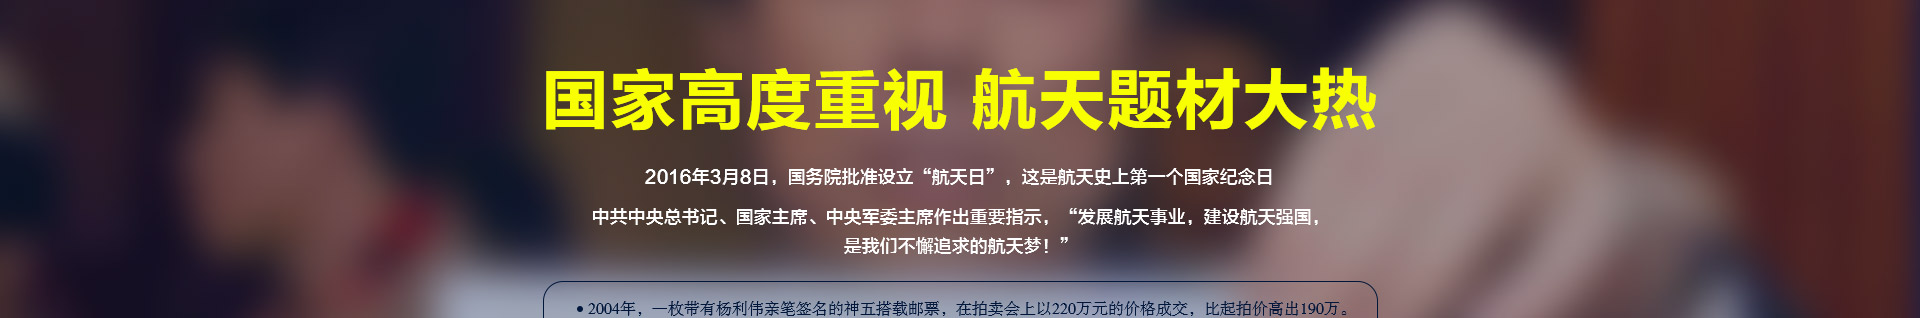 国家高度重视 航天题材大热
2016年3月8日，国务院批准设立“航天日”，这是航天史上第一个国家纪念日
中共中央总书记、国家主席、中央军委主席作出重要指示，“发展航天事业，建设航天强国，
是我们不懈追求的航天梦！”
• 2004年，一枚带有杨利伟亲笔签名的神五搭载邮票，在拍卖会上以220万元的价格成交，比起拍价高出190万。